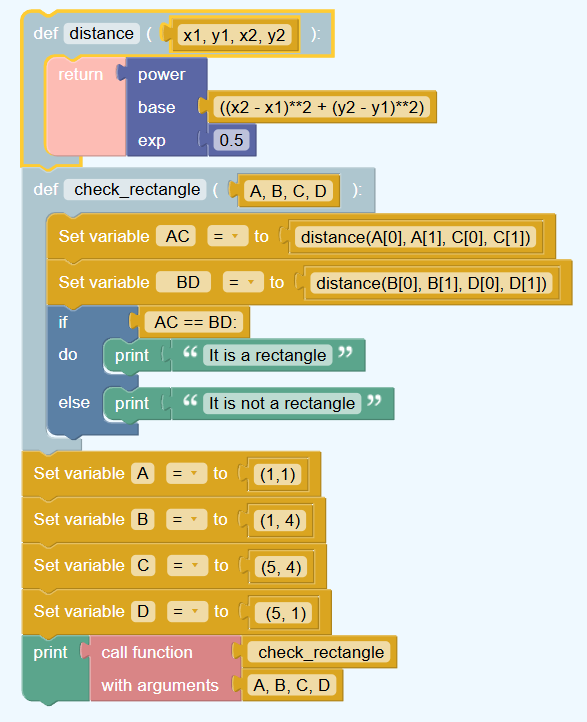 def distance ( x1, y1, x2, y2 ):
return power
base ((x2 - x1)**2 + (y2 - y1)**2)
exp 0.5
def check_rectangle ( A, B, C, D ):
Set variable AC = to distance(A[0], A[1], C[0], C[1])
Set variable BD = to distance(B[0], B[1], D[0], D[1])
if AC == BD:
do print “ It is a rectangle ”
else print “ It is not a rectangle ”
Set variable A = to (1,1)
Set variable B = to (1, 4)
Set variable C = to (5, 4)
Set variable D = to (5, 1)
print call function check_rectangle
with arguments A, B, C, D